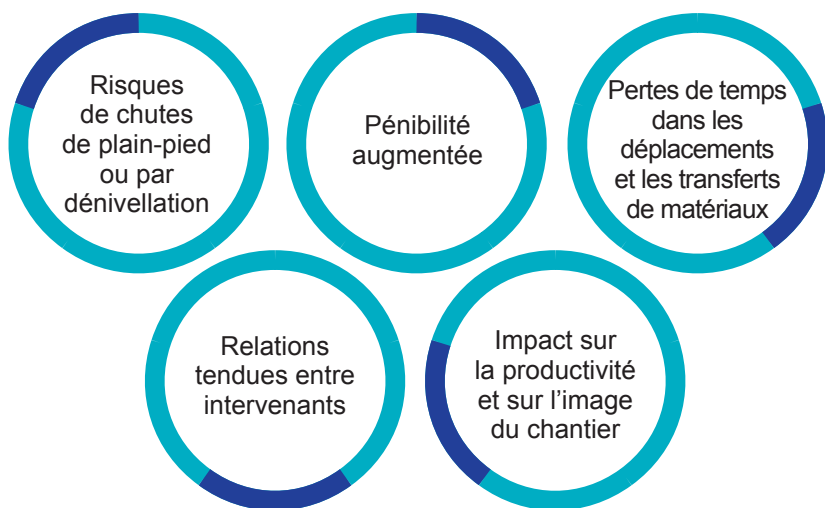 Risques
de chutes
de plain-pied
ou par
dénivellation
Pénibilité
augmentée
Pertes de temps
dans les
déplacements
et les transferts
de matériaux
Relations
tendues entre
intervenants
Impact sur
la productivité
et sur l’image
du chantier